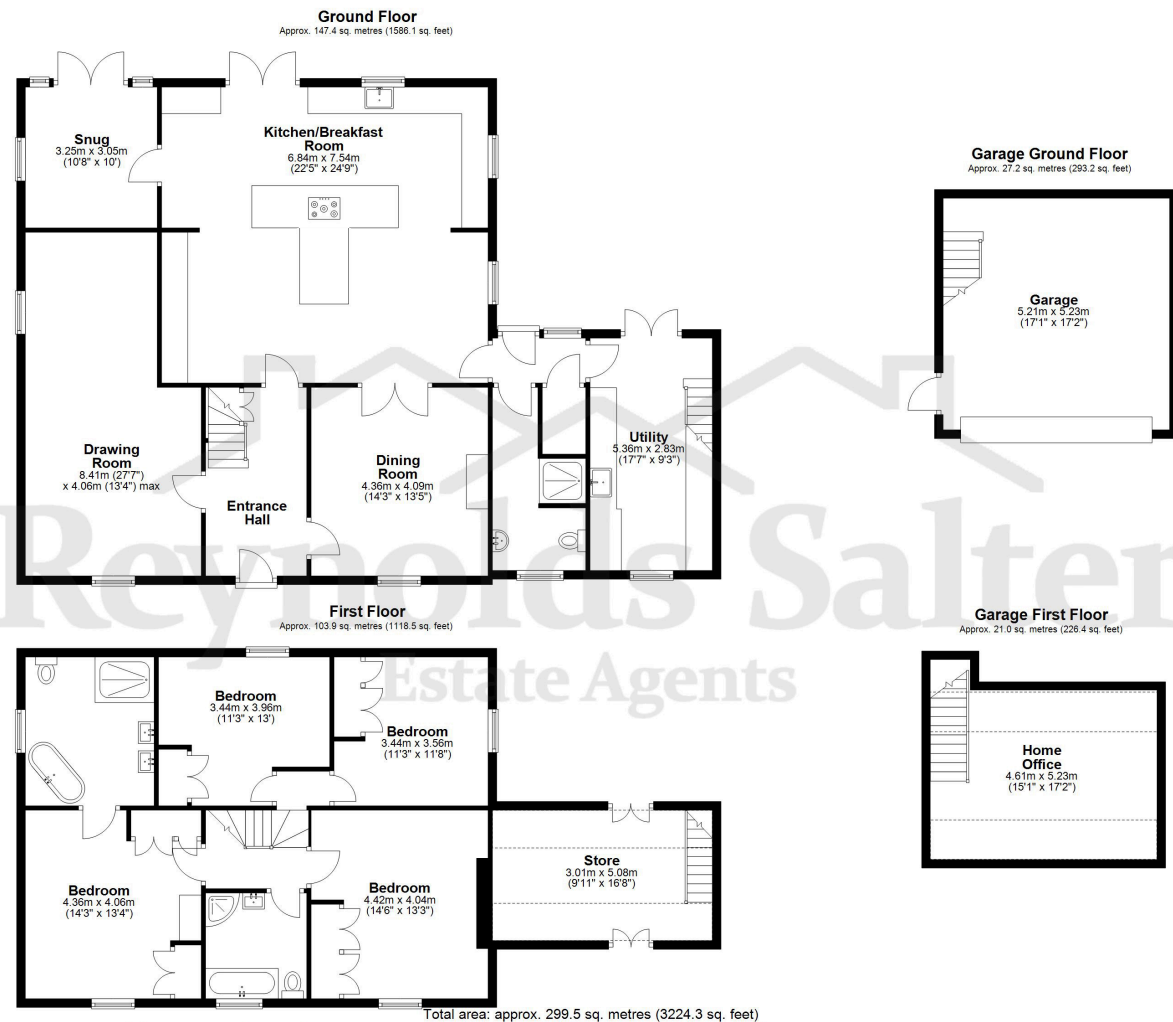 Ground Floor
Approx. 147.4 sq. metres (1586.1 sq. feet)
Snug
3.25m x 3.05m
(10'8" x 10')
Kitchen/Breakfast
Room
6.84m x 7.54m
(22'5" x 24'9")
Drawing
Room
8.41m (27'7")
x 4.06m (13'4") max
Entrance
Hall
Dining
Room
4.36m x 4.09m
(14'3" x 13'5")
Utility
5.36m x 2.83m
(17'7" x 9'3")
Garage Ground Floor
Approx. 27.2 sq. metres (293.2 sq. feet)
Garage
5.21m x 5.23m
(17'1" x 17'2")
Reynolds Salter
Estate Agents
First Floor
Approx. 103.9 sq. metres (1118.5 sq. feet)
Bedroom
3.44m x 3.96m
(11'3" x 13')
Bedroom
3.44m x 3.56m
(11'3" x 11'8")
Bedroom
4.36m x 4.06m
(14'3" x 13'4")
Bedroom
4.42m x 4.04m
(14'6" x 13'3")
Store
3.01m x 5.08m
(9'11" x 16'8")
Garage First Floor
Approx. 21.0 sq. metres (226.4 sq. feet)
Home
Office
4.61m x 5.23m
(15'1" x 17'2")
Total area: approx. 299.5 sq. metres (3224.3 sq. feet)